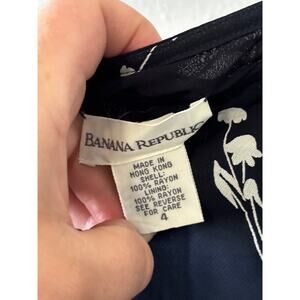 BANANA REPUBLIC
MADE IN
HONG KONG
SHELL:
100% RAYON
LINING:
100% RAYON
SEE REVERSE
FOR CARE
4